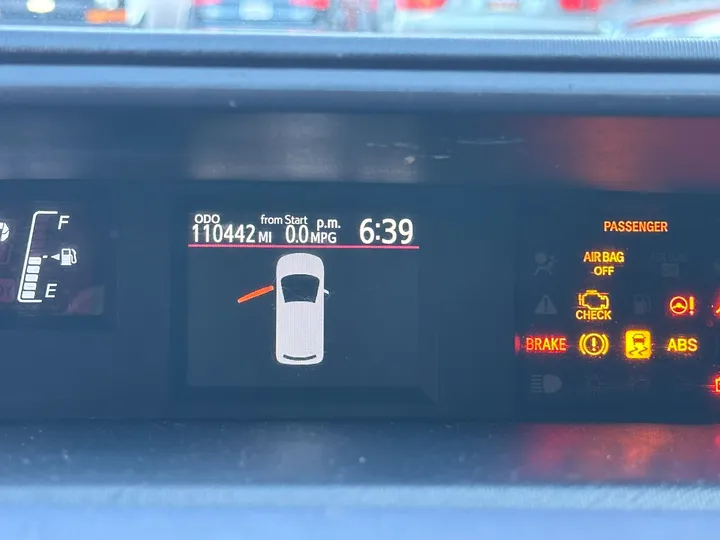 F
E
ODO from Start p.m. 6:39
110442 MI 0.0 MPG
PASSENGER
AIR BAG
OFF
CHECK
BRAKE ABS